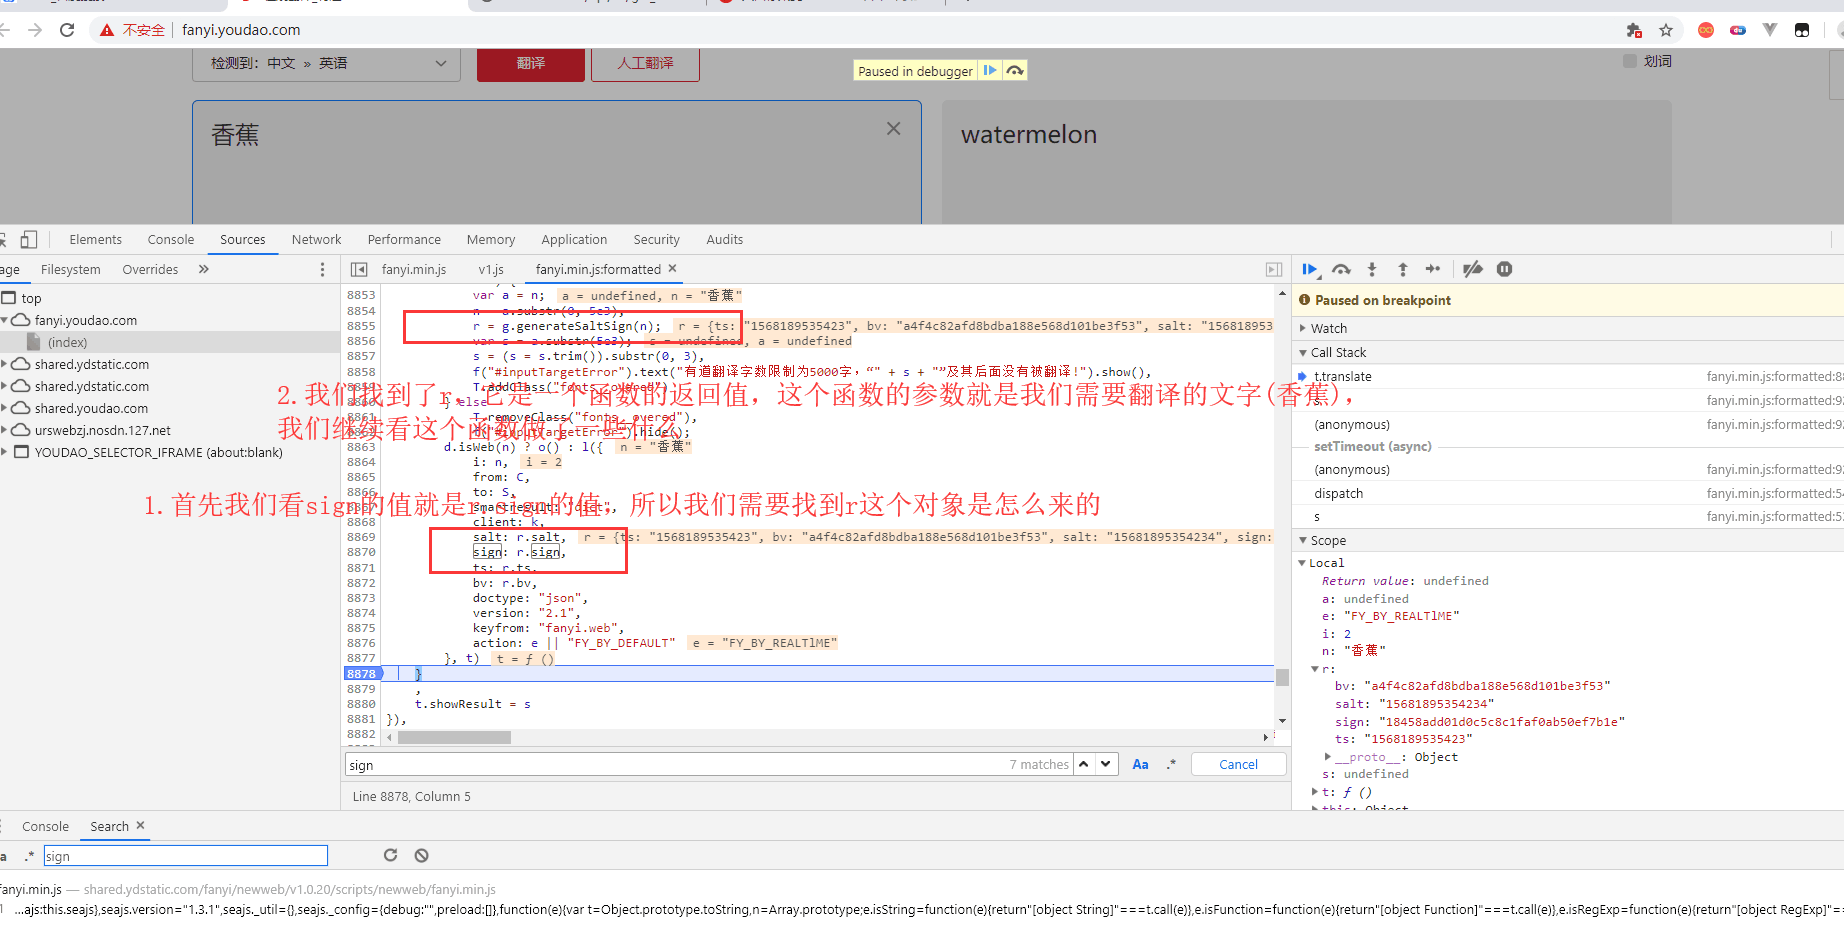 不安全 fanyi.youdao.com
检测到：中文 » 英语
翻译
人工翻译
Paused in debugger
划词
香蕉
watermelon
Elements Console Sources Network Performance Memory Application Security Audits
age Filesystem Overrides »
fanyi.min.js v1.js fanyi.min.js:formatted
top
fanyi.youdao.com
(index)
shared.ydstatic.com
shared.ydstatic.com
shared.youdao.com
urswebzj.nosdn.127.net
YOUDAO_SELECTOR_IFRAME (about:blank)
8853 var a = n; a = undefined, n = "香蕉"
8854 n = a.substr(0, 5e3),
8855 r = g.generateSaltSign(n); r = {ts: "1568189535423", bv: "a4f4c82afd8bdba188e568d101be3f53", salt: "156818953
8856 var s = a.substr(5e3); s = undefined, a = undefined
8857 s = (s = s.trim()).substr(0, 3),
8858 f("#inputTargetError").text("有道翻译字数限制为5000字，“" + s + "”及其后面没有被翻译!").show(),
8859 T.addClass("fonts__overed")
2.我们找到了r，它是一个函数的返回值，这个函数的参数就是我们需要翻译的文字(香蕉)，
8860 } else
8861 T.removeClass("fonts__overed"),
我们继续看这个函数做了一些什么
8862 f("#inputTargetError").hide();
8863 d.isWeb(n) ? o() : l({ n = "香蕉"
8864 i: n, i = 2
8865 from: C,
8866 to: S,
1.首先我们看sign的值就是r.sign的值，所以我们需要找到r这个对象是怎么来的
8867 smartresult: "dict",
8868 client: k,
8869 salt: r.salt, r = {ts: "1568189535423", bv: "a4f4c82afd8bdba188e568d101be3f53", salt: "15681895354234", sign:
8870 sign: r.sign,
8871 ts: r.ts,
8872 bv: r.bv,
8873 doctype: "json",
8874 version: "2.1",
8875 keyfrom: "fanyi.web",
8876 action: e || "FY_BY_DEFAULT" e = "FY_BY_REALTlME"
8877 }, t) t = ƒ ()
8878 }
8879 ,
8880 t.showResult = s
8881 }),
8882
sign 7 matches Aa .* Cancel
Line 8878, Column 5
Paused on breakpoint
Watch
Call Stack
t.translate fanyi.min.js:formatted:88
s fanyi.min.js:formatted:92
(anonymous) fanyi.min.js:formatted:92
setTimeout (async)
(anonymous) fanyi.min.js:formatted:92
dispatch fanyi.min.js:formatted:54
s fanyi.min.js:formatted:53
Scope
Local
Return value: undefined
a: undefined
e: "FY_BY_REALTlME"
i: 2
n: "香蕉"
r:
bv: "a4f4c82afd8bdba188e568d101be3f53"
salt: "15681895354234"
sign: "18458add01d0c5c8c1faf0ab50ef7b1e"
ts: "1568189535423"
__proto__: Object
s: undefined
t: ƒ ()
this: Object
Console Search
a .* sign
fanyi.min.js — shared.ydstatic.com/fanyi/newweb/v1.0.20/scripts/newweb/fanyi.min.js
1 …ajs:this.seajs},seajs.version="1.3.1",seajs._util={},seajs._config={debug:"",preload:[]},function(e){var t=Object.prototype.toString,n=Array.prototype;e.isString=function(e){return"[object String]"===t.call(e)},e.isFunction=function(e){return"[object Function]"===t.call(e)},e.isRegExp=function(e){return"[object RegExp]"==